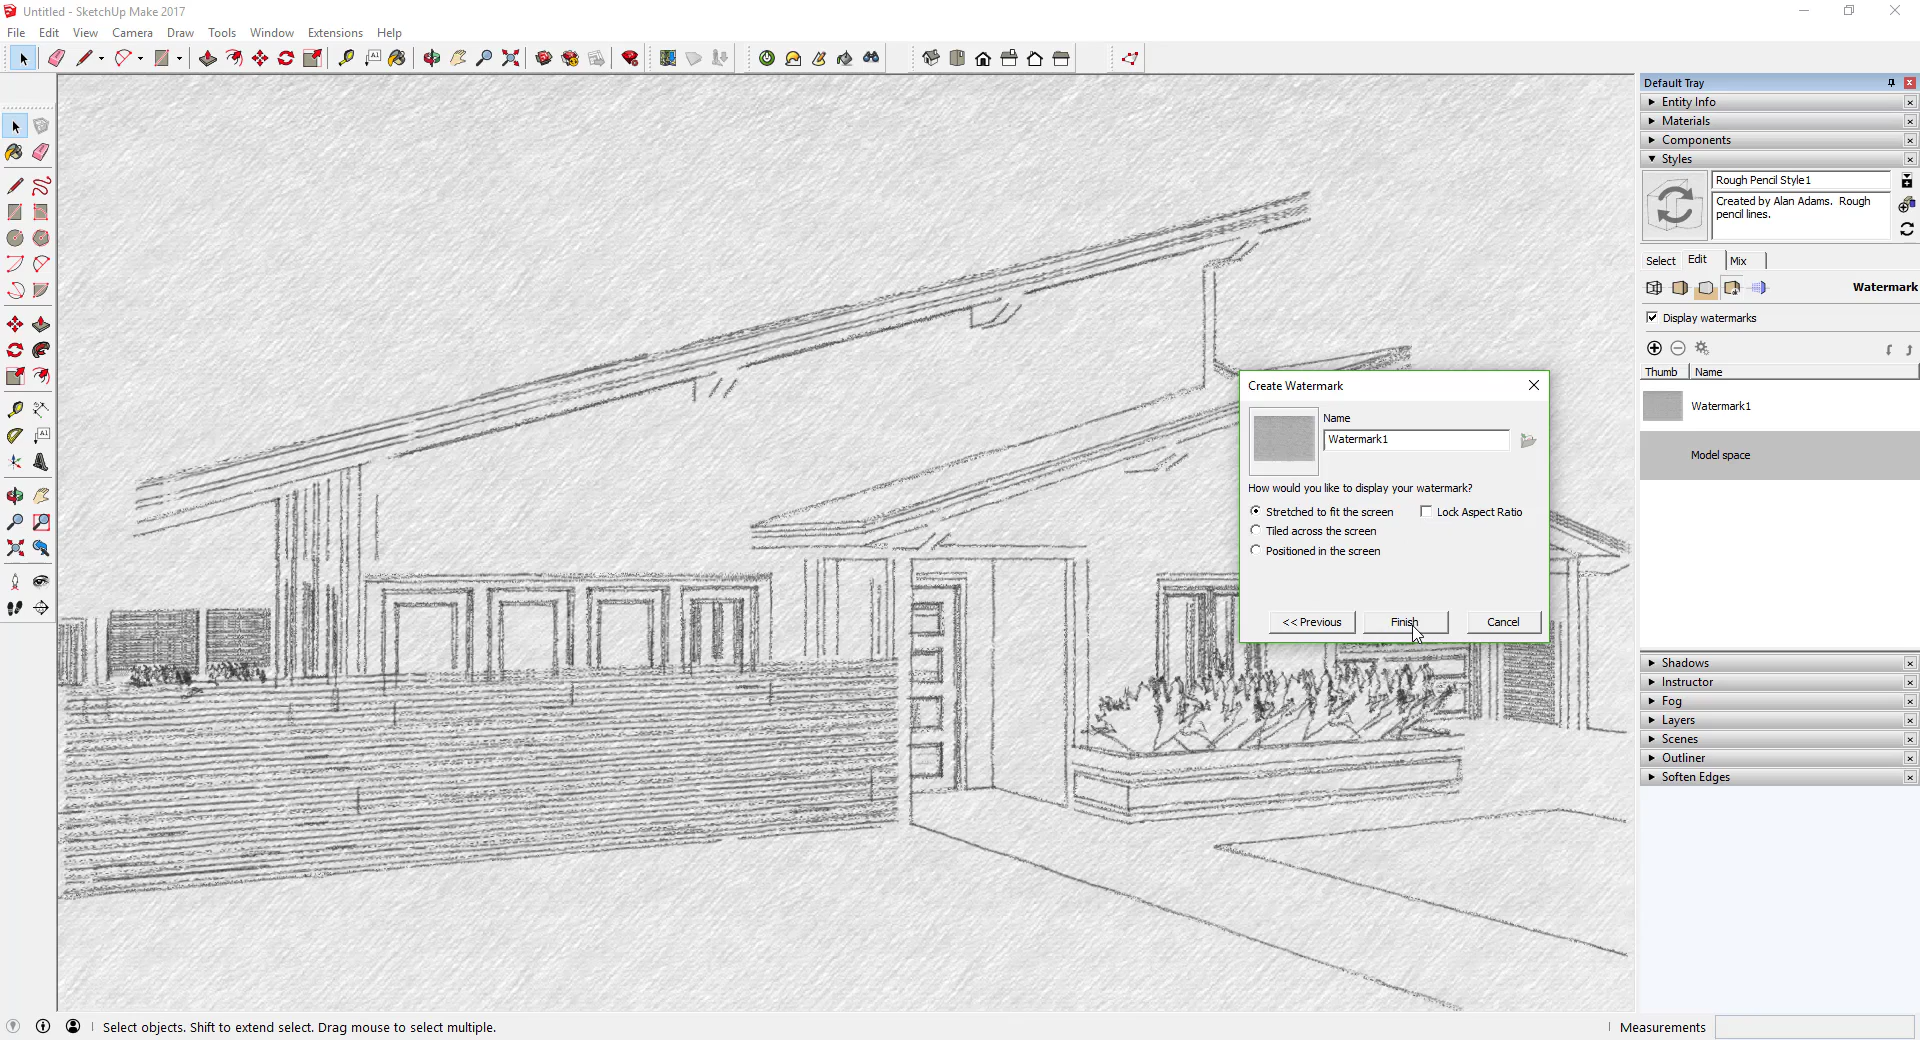 Untitled - SketchUp Make 2017
File Edit View Camera Draw Tools Window Extensions Help
A1
Default Tray
Entity Info
Materials
Components
Styles
Rough Pencil Style1
Created by Alan Adams. Rough
pencil lines.
Select Edit Mix
Watermark
Display watermarks
Thumb Name
Watermark1
Model space
Create Watermark
Name
Watermark1
How would you like to display your watermark?
Stretched to fit the screen Lock Aspect Ratio
Tiled across the screen
Positioned in the screen
<< Previous Finish Cancel
A1
Shadows
Instructor
Fog
Layers
Scenes
Outliner
Soften Edges
Select objects. Shift to extend select. Drag mouse to select multiple.
Measurements